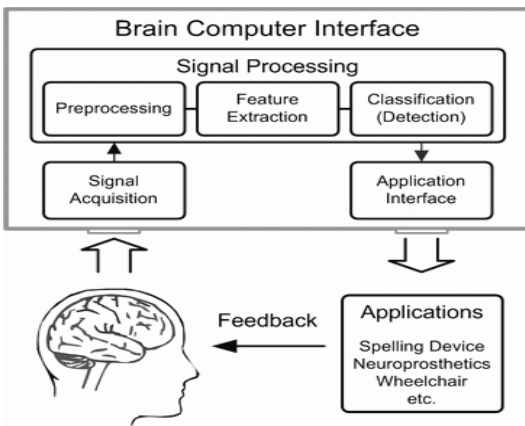 Brain Computer Interface
Signal Processing
Preprocessing
Feature
Extraction
Classification
(Detection)
Signal
Acquisition
Application
Interface
Feedback
Applications
Spelling Device
Neuroprosthetics
Wheelchair
etc.